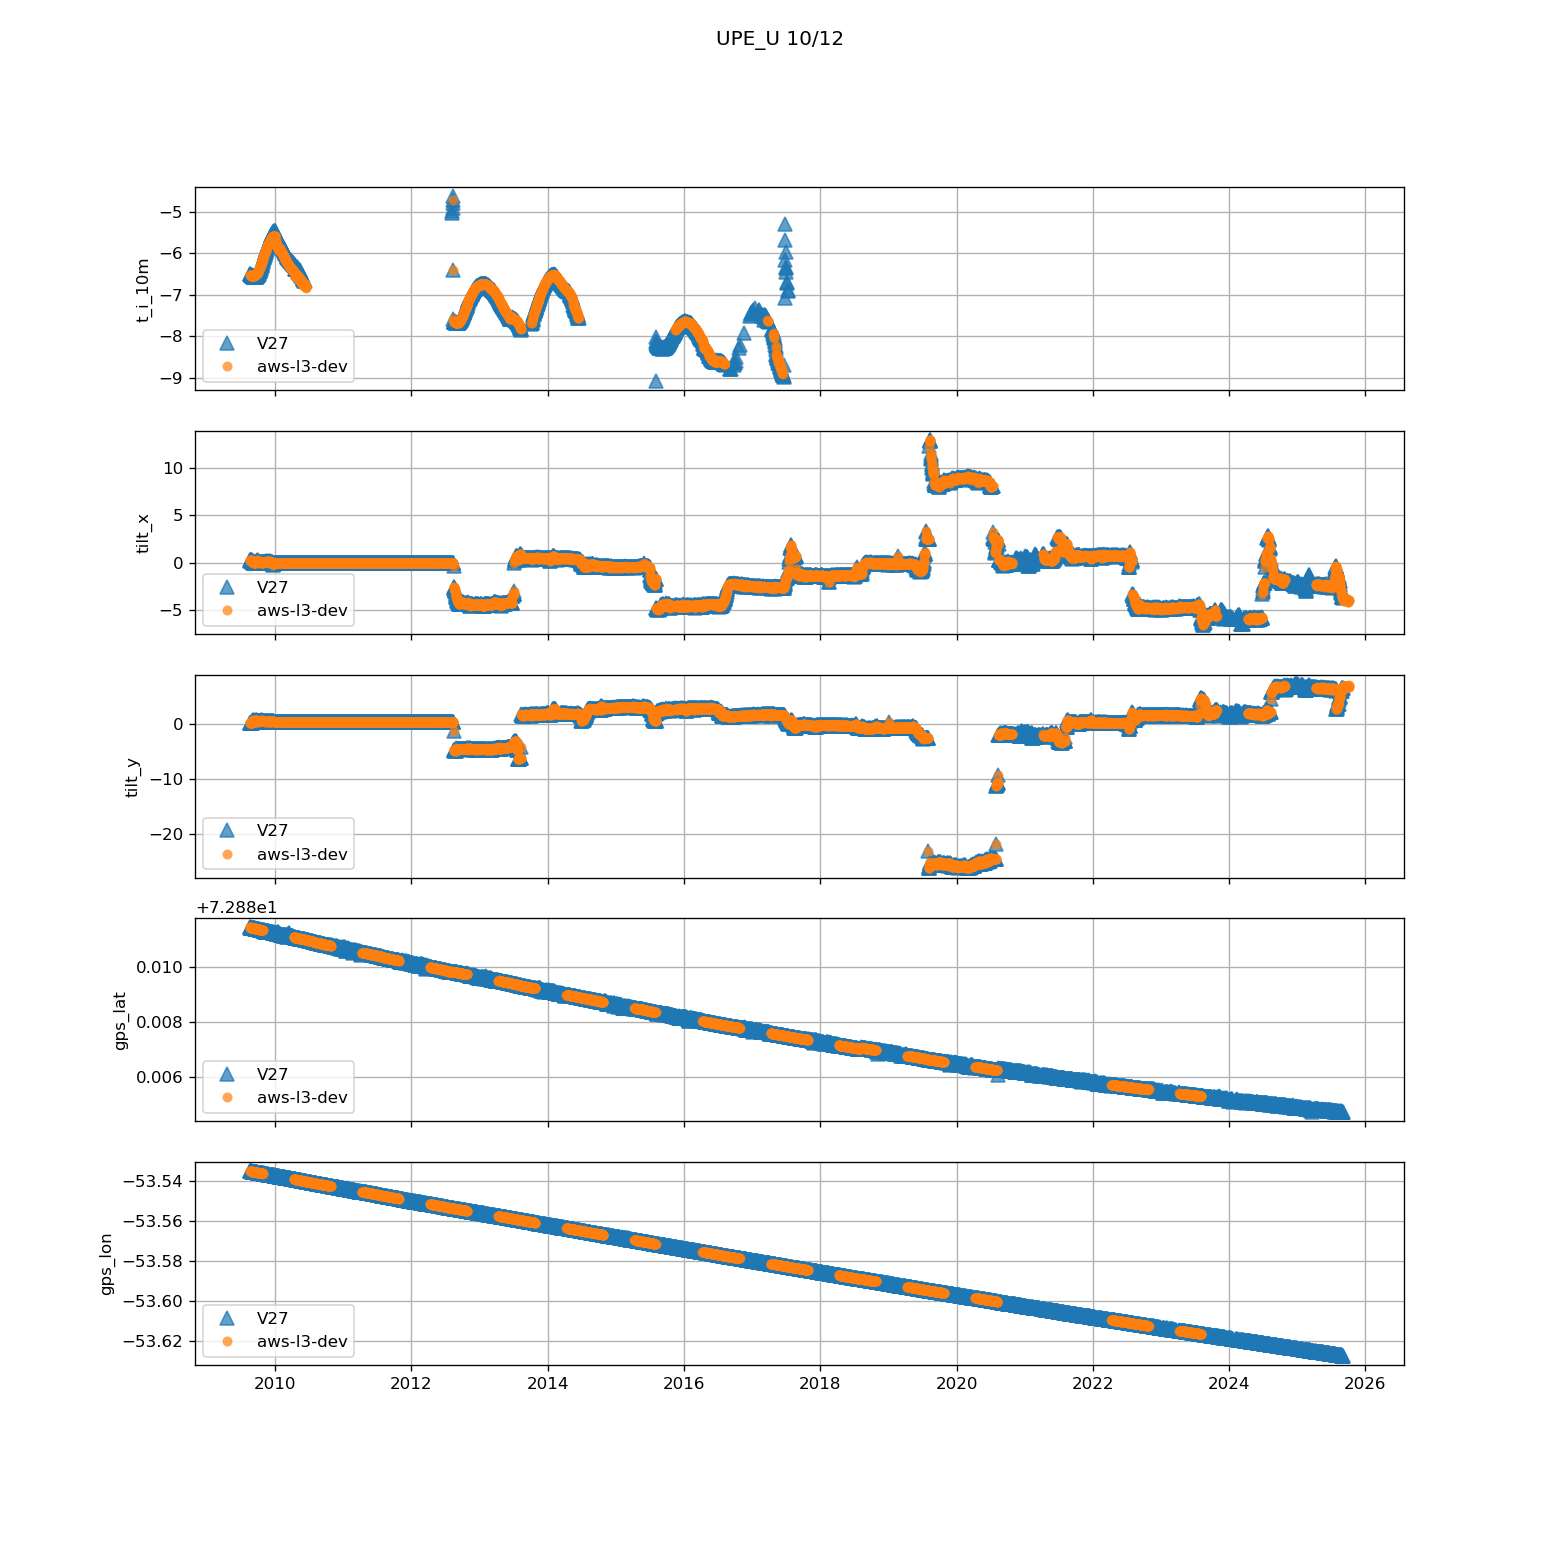 UPE_U 10/12
t_i_10m
−5
−6
−7
−8
−9
V27
aws-l3-dev
tilt_x
10
5
0
−5
V27
aws-l3-dev
tilt_y
0
−10
−20
V27
aws-l3-dev
+7.288e1
gps_lat
0.010
0.008
0.006
V27
aws-l3-dev
gps_lon
−53.54
−53.56
−53.58
−53.60
−53.62
V27
aws-l3-dev
2010 2012 2014 2016 2018 2020 2022 2024 2026